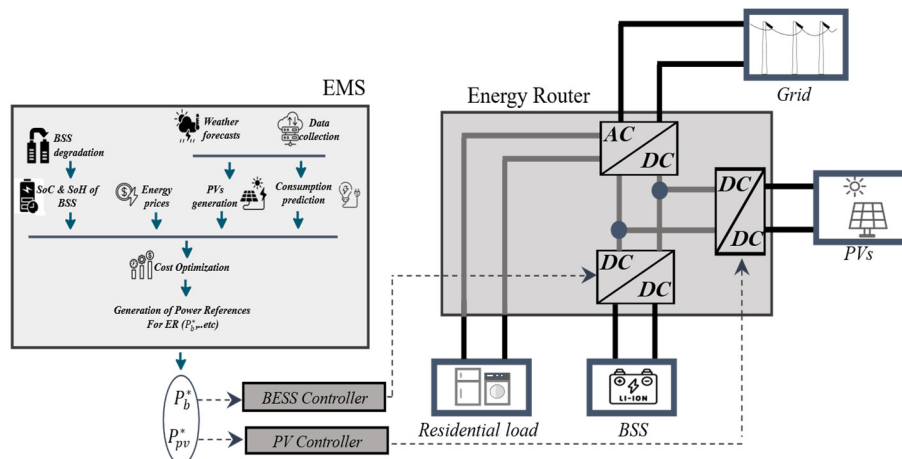 EMS
Weather
forecasts
Data
collection
BSS
degradation
SoC & SoH of
BSS
Energy
prices
PVs
generation
Consumption
prediction
Cost Optimization
Generation of Power References
For ER (P*b,..etc)
P*b
P*pv
BESS Controller
PV Controller
Energy Router
AC
DC
DC
DC
DC
DC
Grid
PVs
Residential load
LI-ION
BSS